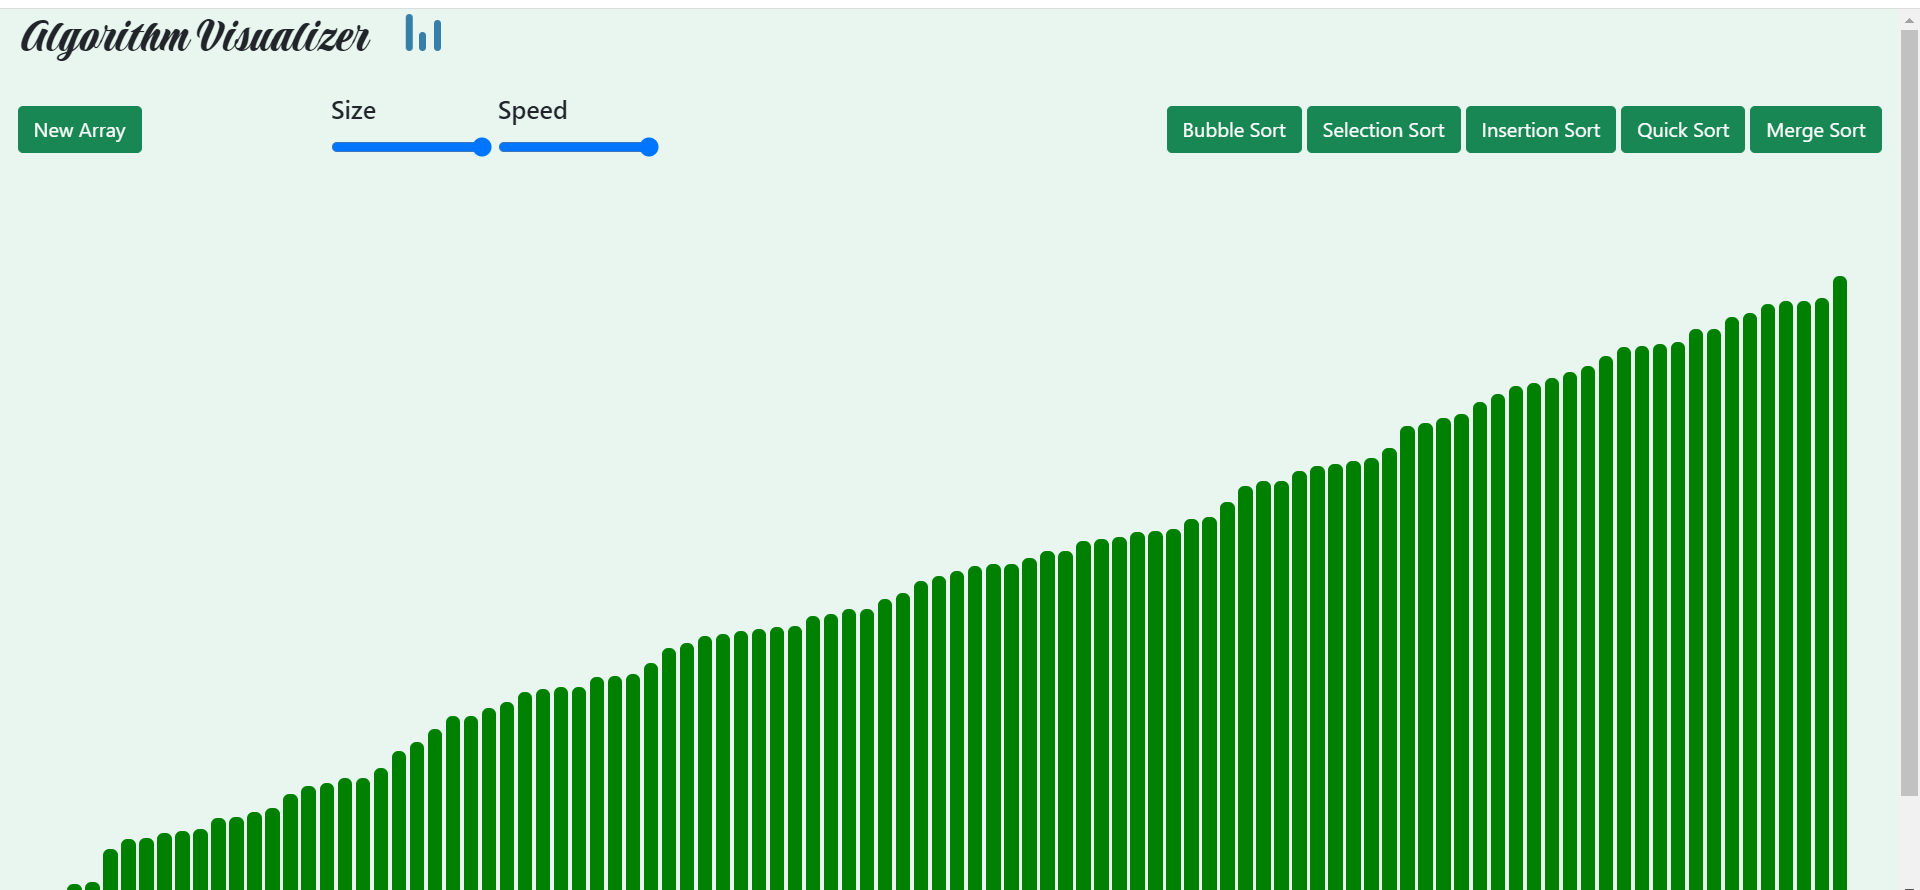 Algorithm Visualizer
New Array
Size
Speed
Bubble Sort
Selection Sort
Insertion Sort
Quick Sort
Merge Sort